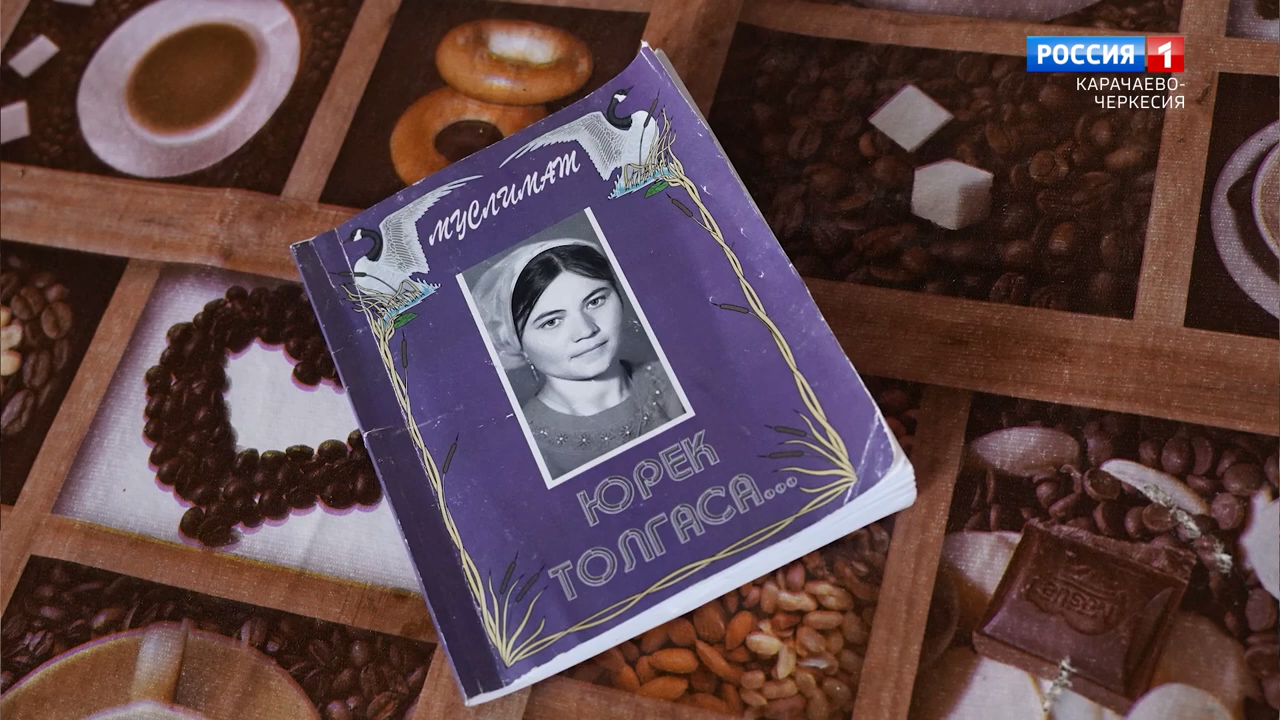 РОССИЯ 1
КАРАЧАЕВО-
ЧЕРКЕСИЯ
МУСЛИМАТ
ЮРЕК
ТОЛГАСА...